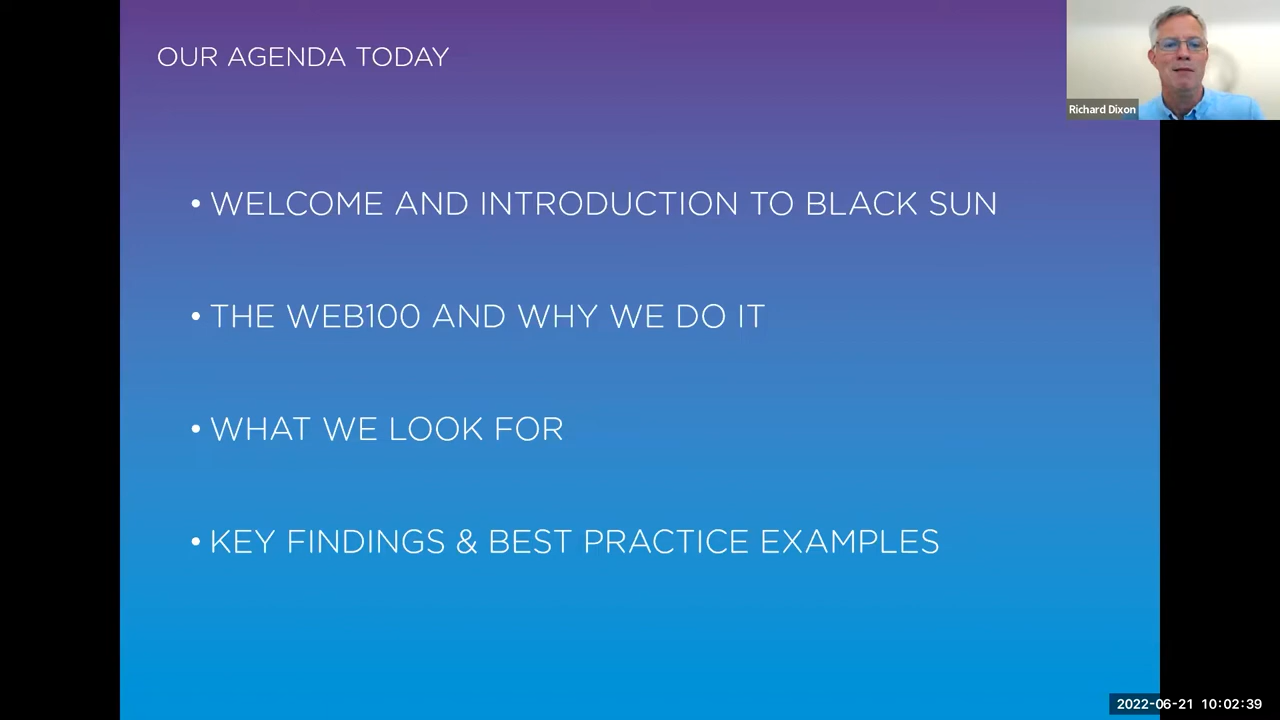 OUR AGENDA TODAY
Richard Dixon
• WELCOME AND INTRODUCTION TO BLACK SUN
• THE WEB100 AND WHY WE DO IT
• WHAT WE LOOK FOR
• KEY FINDINGS & BEST PRACTICE EXAMPLES
2022-06-21 10:02:39